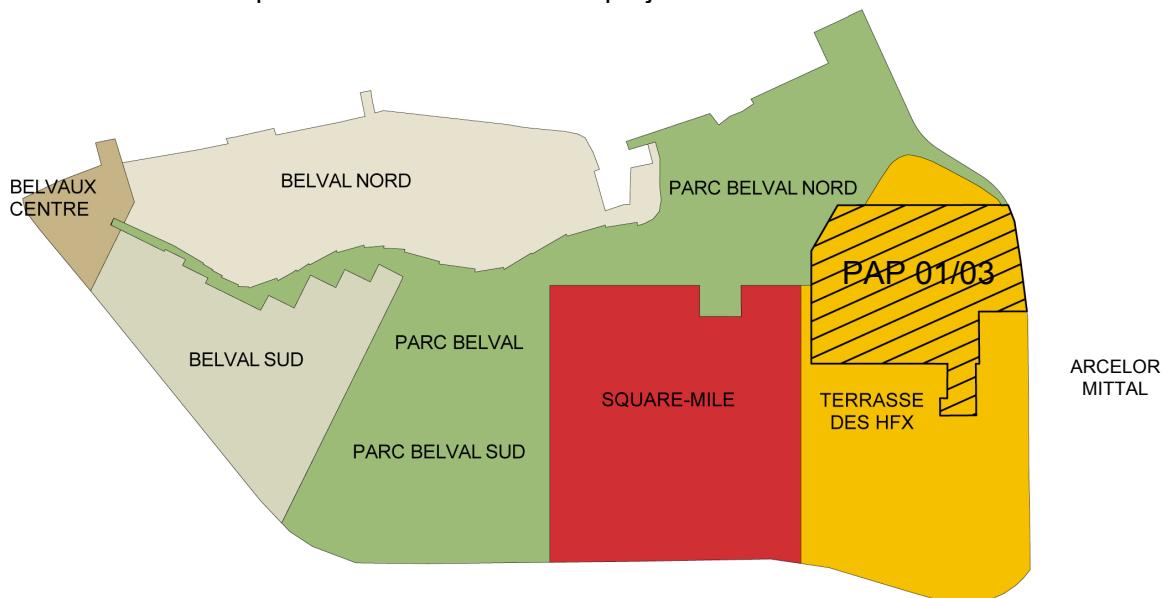 BELVAUX
CENTRE
BELVAL NORD
PARC BELVAL NORD
PAP 01/03
BELVAL SUD
PARC BELVAL
SQUARE-MILE
TERRASSE
DES HFX
ARCELOR
MITTAL
PARC BELVAL SUD